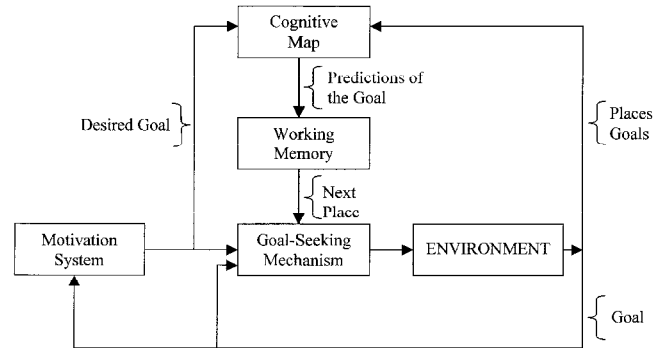 Cognitive
Map
Predictions of
the Goal
Desired Goal
Places
Goals
Working
Memory
Next
Place
Motivation
System
Goal-Seeking
Mechanism
ENVIRONMENT
Goal